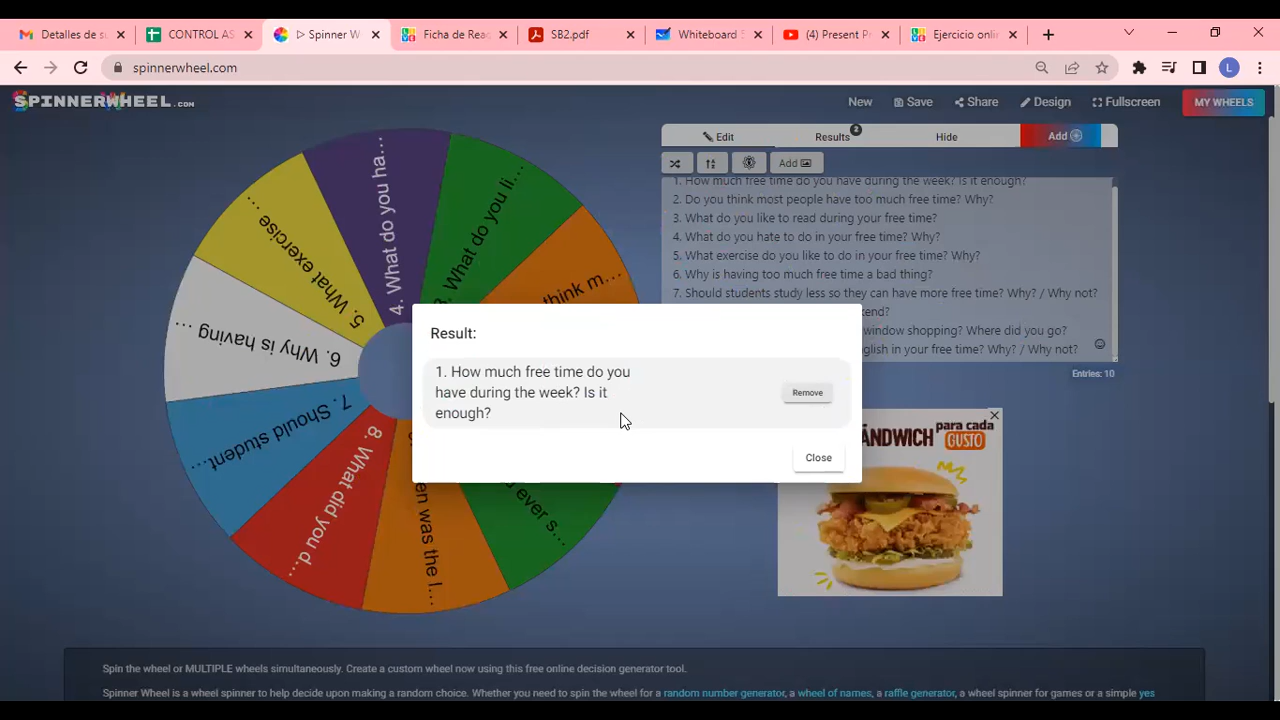 Detalles de su
CONTROL AS
Spinner W
Ficha de Rea
SB2.pdf
Whiteboard
(4) Present P
Ejercicio onli
spinnerwheel.com
L
SPINNERWHEEL.COM
New
Save
Share
Design
Fullscreen
MY WHEELS
Edit
Results
2
Hide
Add
Add
1. How much free time do you have during the week? Is it enough?
2. Do you think most people have too much free time? Why?
3. What do you like to read during your free time?
4. What do you hate to do in your free time? Why?
5. What exercise do you like to do in your free time? Why?
6. Why is having too much free time a bad thing?
7. Should students study less so they can have more free time? Why? / Why not?
window shopping? Where did you go?
in your free time? Why? / Why not?
Entries: 10
4. What do you ha...
3. What do you li...
think m...
5. What exercise ...
6. Why is having ...
7. Should student...
8. What did you d...
en was the l...
ever s...
Result:
1. How much free time do you
have during the week? Is it
enough?
Remove
Close
para cada
GUSTO
Spin the wheel or MULTIPLE wheels simultaneously. Create a custom wheel now using this free online decision generator tool.
Spinner Wheel is a wheel spinner to help decide upon making a random choice. Whether you need to spin the wheel for a random number generator, a wheel of names, a raffle generator, a wheel spinner for games or a simple yes